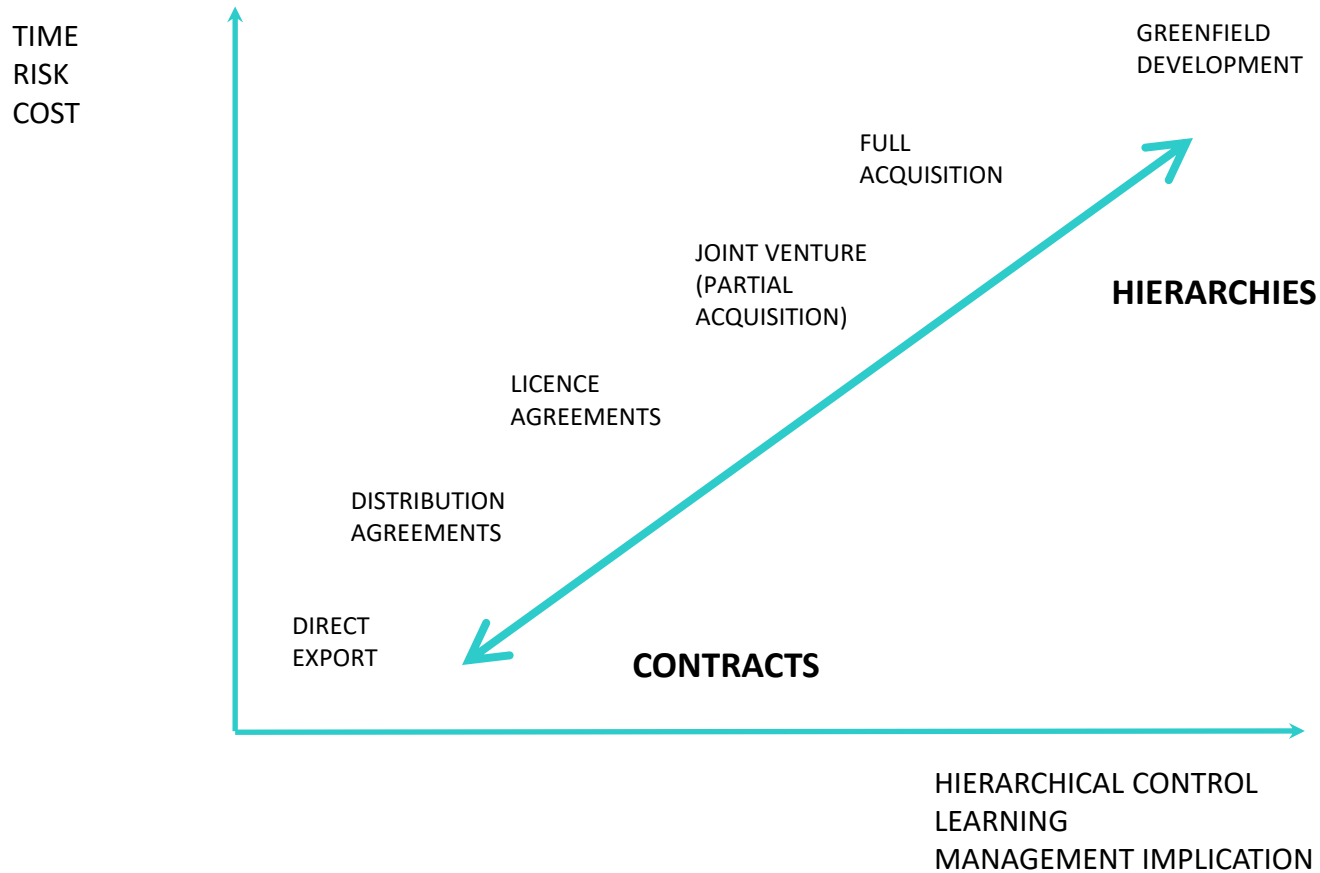 TIME
RISK
COST
GREENFIELD
DEVELOPMENT
FULL
ACQUISITION
JOINT VENTURE
(PARTIAL
ACQUISITION)
HIERARCHIES
LICENCE
AGREEMENTS
DISTRIBUTION
AGREEMENTS
DIRECT
EXPORT
CONTRACTS
HIERARCHICAL CONTROL
LEARNING
MANAGEMENT IMPLICATION